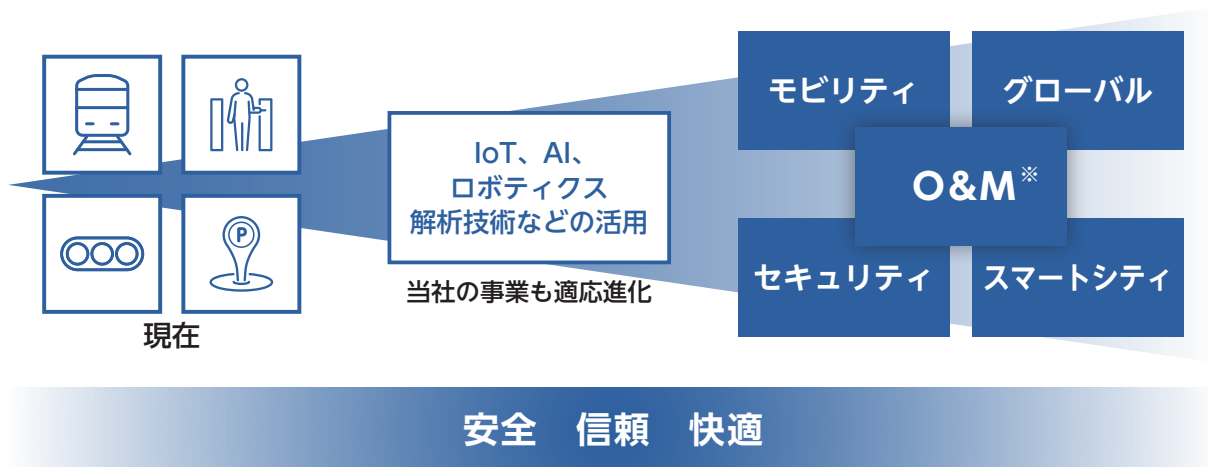 P
現在
IoT、AI、
ロボティクス
解析技術などの活用
当社の事業も適応進化
モビリティ
グローバル
O&M※
セキュリティ
スマートシティ
安全 信頼 快適